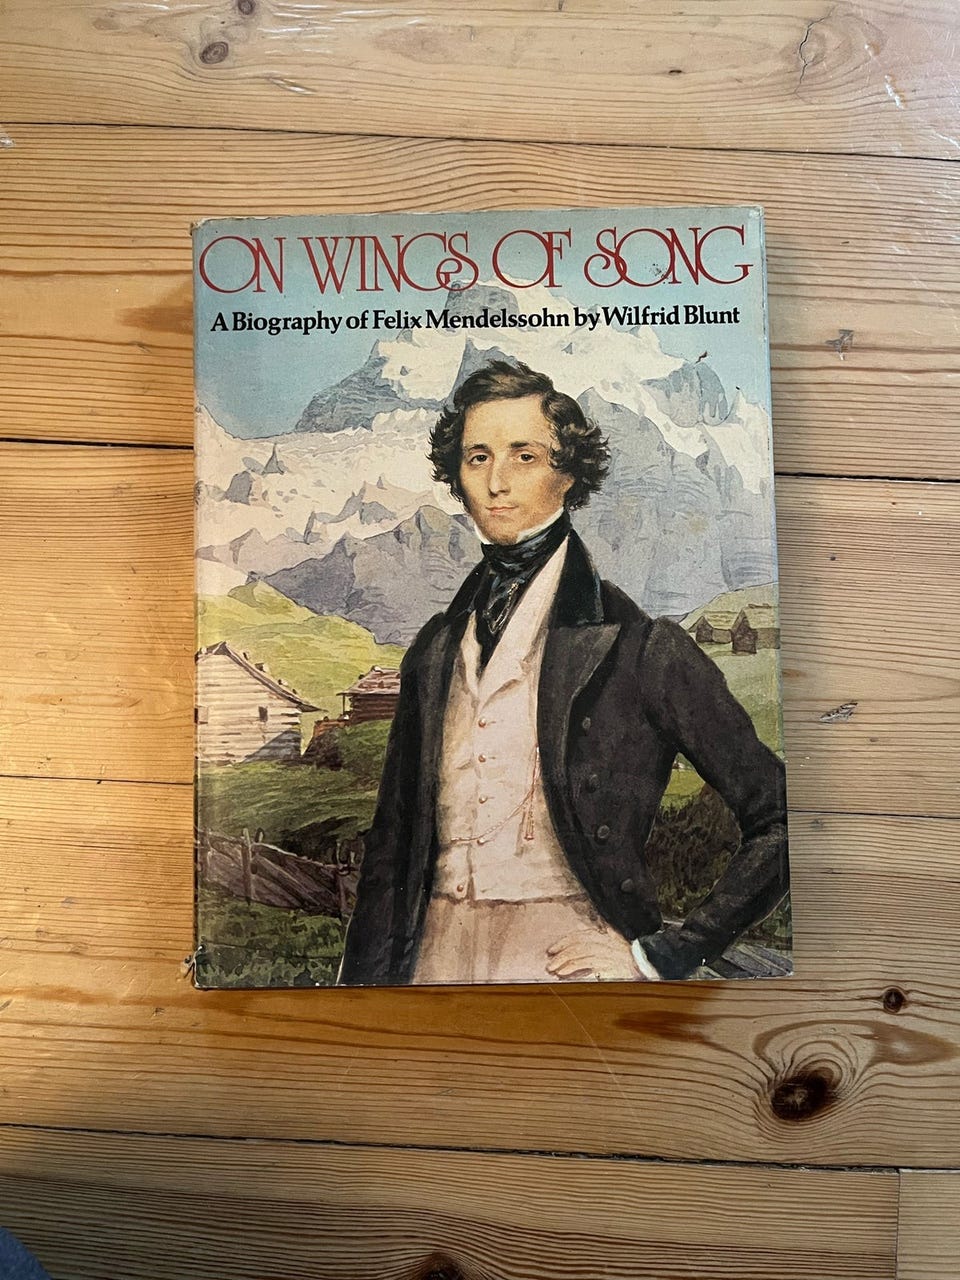 ON WINGS OF SONG
A Biography of Felix Mendelssohn by Wilfrid Blunt